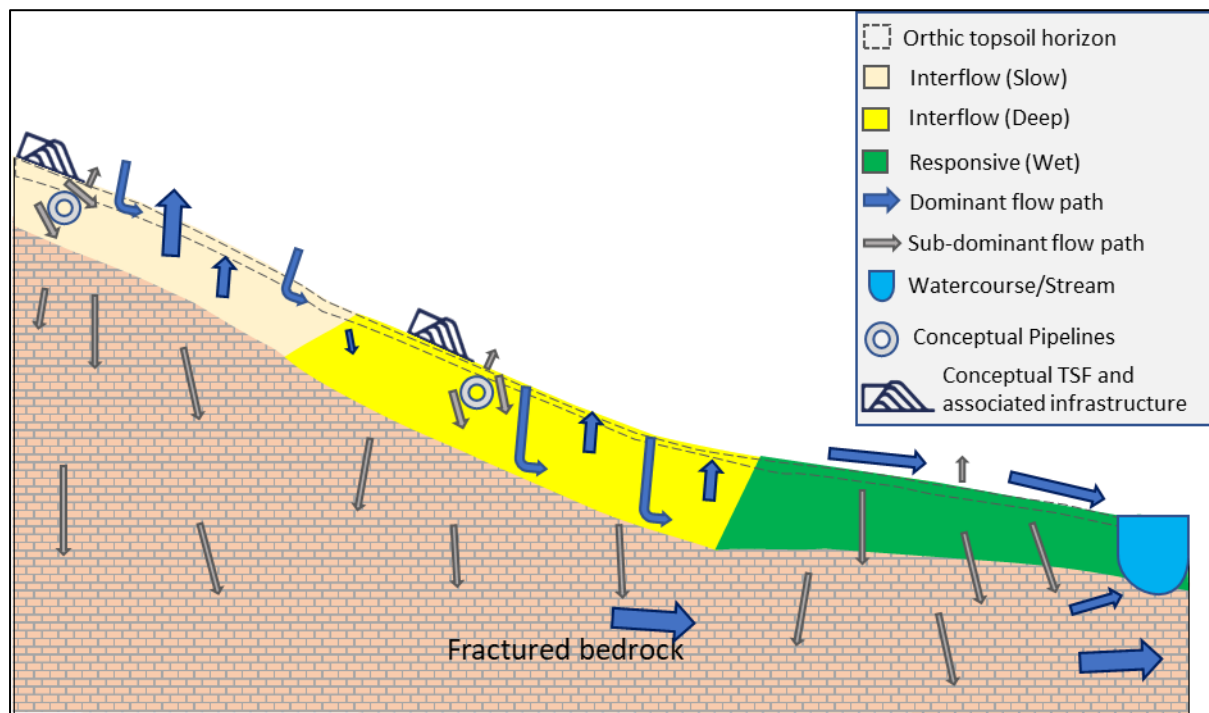 Orthic topsoil horizon
Interflow (Slow)
Interflow (Deep)
Responsive (Wet)
Dominant flow path
Sub-dominant flow path
Watercourse/Stream
Conceptual Pipelines
Conceptual TSF and
associated infrastructure
Fractured bedrock